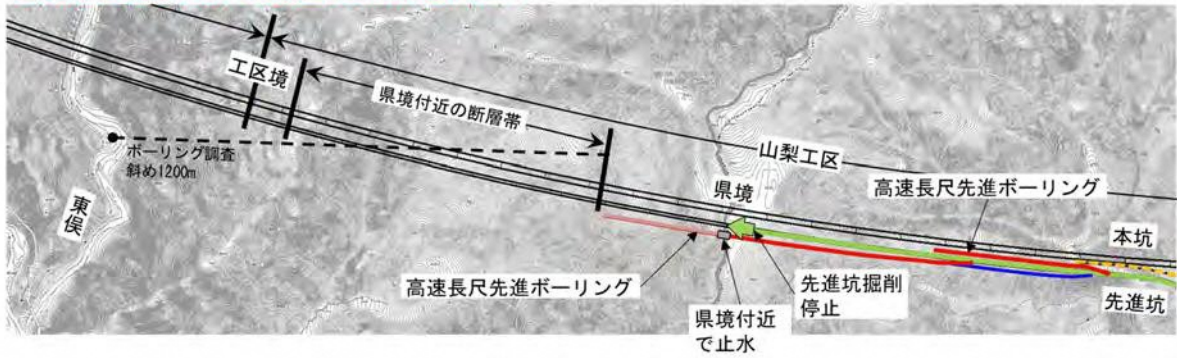 工区境
県境付近の断層帯
ボーリング調査
斜め1200m
東俣
山梨工区
県境
高速長尺先進ボーリング
本坑
高速長尺先進ボーリング
先進坑掘削
停止
先進坑
県境付近
で止水